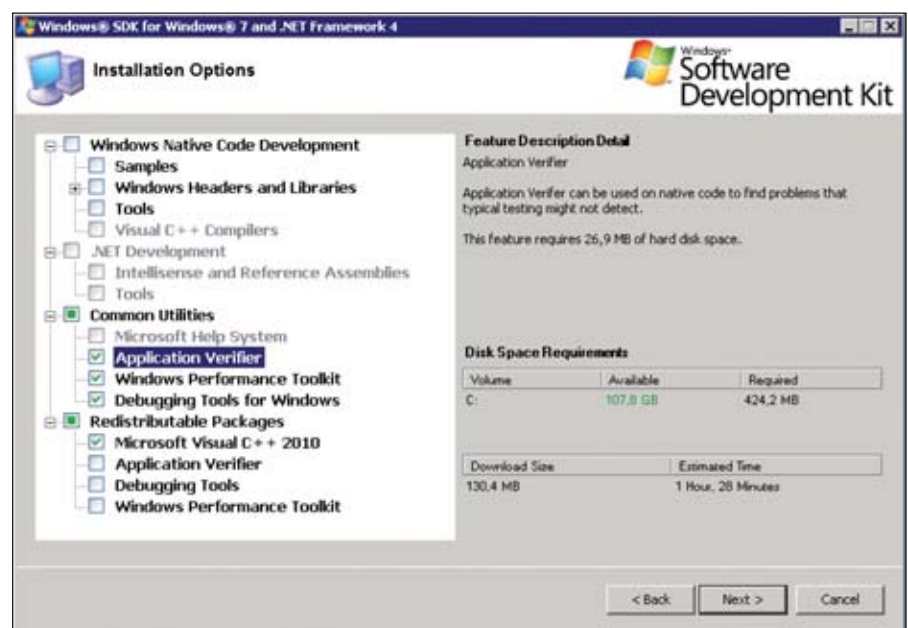 Windows® SDK for Windows® 7 and .NET Framework 4
Installation Options
Windows·
Software
Development Kit
Windows Native Code Development
Samples
Windows Headers and Libraries
Tools
Visual C++ Compilers
.NET Development
Intellisense and Reference Assemblies
Tools
Common Utilities
Microsoft Help System
Application Verifier
Windows Performance Toolkit
Debugging Tools for Windows
Redistributable Packages
Microsoft Visual C++ 2010
Application Verifier
Debugging Tools
Windows Performance Toolkit
Feature Description Detail
Application Verifier
Application Verifer can be used on native code to find problems that
typical testing might not detect.
This feature requires 26,9 MB of hard disk space.
Disk Space Requirements
Volume Available Required
C: 107,8 GB 424,2 MB
Download Size Estimated Time
130,4 MB 1 Hour, 28 Minutes
< Back Next > Cancel